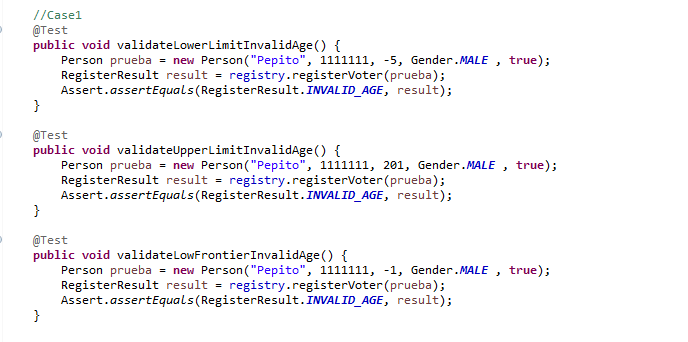 //Case1
@Test
public void validateLowerLimitInvalidAge() {
Person prueba = new Person("Pepito", 1111111, -5, Gender.MALE , true);
RegisterResult result = registry.registerVoter(prueba);
Assert.assertEquals(RegisterResult.INVALID_AGE, result);
}
@Test
public void validateUpperLimitInvalidAge() {
Person prueba = new Person("Pepito", 1111111, 201, Gender.MALE , true);
RegisterResult result = registry.registerVoter(prueba);
Assert.assertEquals(RegisterResult.INVALID_AGE, result);
}
@Test
public void validateLowFrontierInvalidAge() {
Person prueba = new Person("Pepito", 1111111, -1, Gender.MALE , true);
RegisterResult result = registry.registerVoter(prueba);
Assert.assertEquals(RegisterResult.INVALID_AGE, result);
}